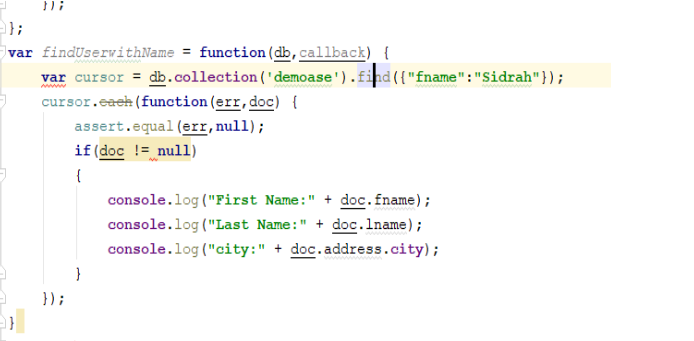 });
};
var findUserwithName = function(db,callback) {
var cursor = db.collection('demoase').find({"fname":"Sidrah"});
cursor.each(function(err,doc) {
assert.equal(err,null);
if(doc != null)
{
console.log("First Name:" + doc.fname);
console.log("Last Name:" + doc.lname);
console.log("city:" + doc.address.city);
}
});
}